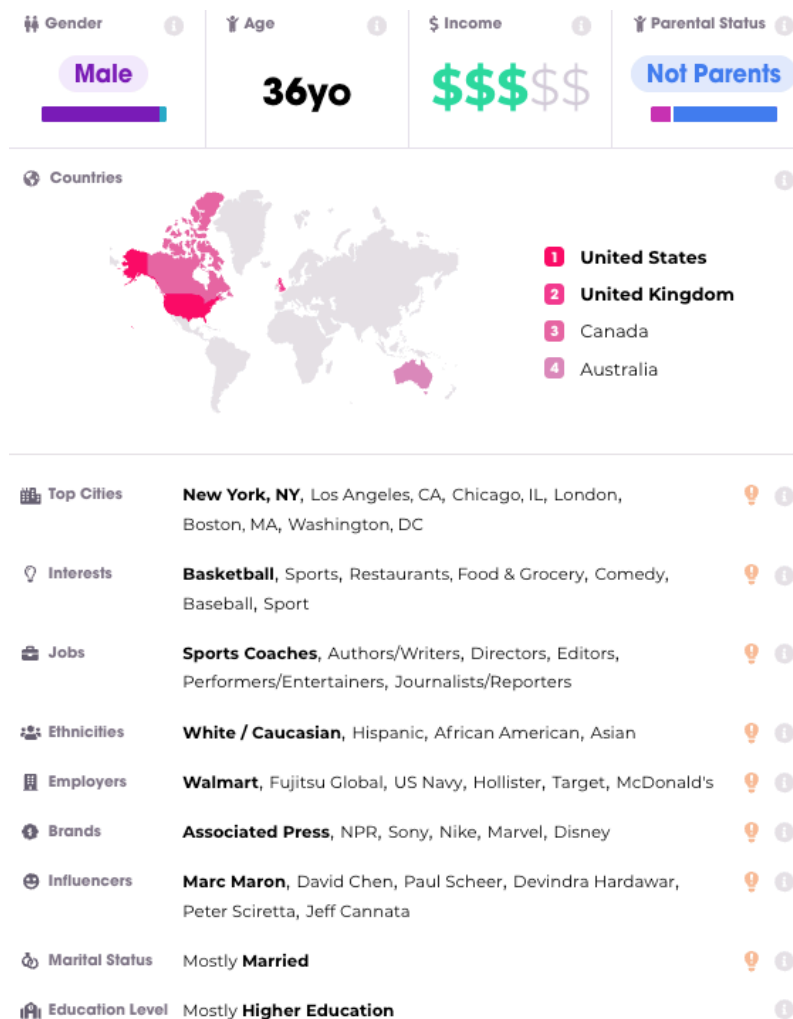 Gender
Age
$ Income
Parental Status
Male
36yo
$$$$$
Not Parents
Countries
1 United States
2 United Kingdom
3 Canada
4 Australia
Top Cities
New York, NY, Los Angeles, CA, Chicago, IL, London,
Boston, MA, Washington, DC
Interests
Basketball, Sports, Restaurants, Food & Grocery, Comedy,
Baseball, Sport
Jobs
Sports Coaches, Authors/Writers, Directors, Editors,
Performers/Entertainers, Journalists/Reporters
Ethnicities
White / Caucasian, Hispanic, African American, Asian
Employers
Walmart, Fujitsu Global, US Navy, Hollister, Target, McDonald's
Brands
Associated Press, NPR, Sony, Nike, Marvel, Disney
Influencers
Marc Maron, David Chen, Paul Scheer, Devindra Hardawar,
Peter Sciretta, Jeff Cannata
Marital Status
Mostly Married
Education Level
Mostly Higher Education